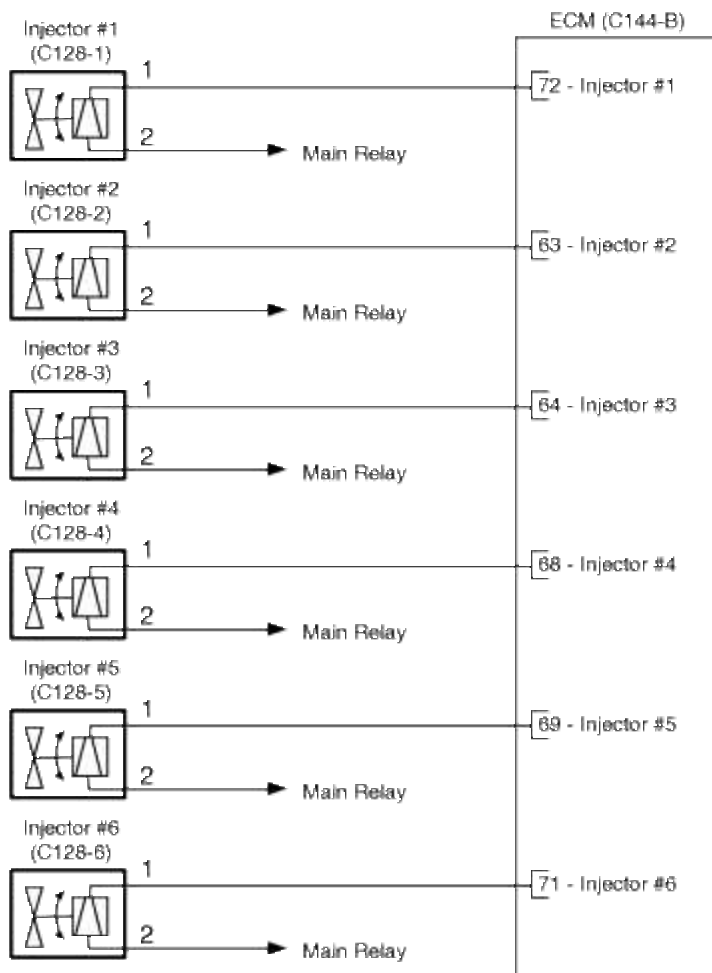 ECM (C144-B)
Injector #1
(C128-1)
1
72 - Injector #1
2
Main Relay
Injector #2
(C128-2)
1
63 - Injector #2
2
Main Relay
Injector #3
(C128-3)
1
64 - Injector #3
2
Main Relay
Injector #4
(C128-4)
1
68 - Injector #4
2
Main Relay
Injector #5
(C128-5)
1
69 - Injector #5
2
Main Relay
Injector #6
(C128-6)
1
71 - Injector #6
2
Main Relay